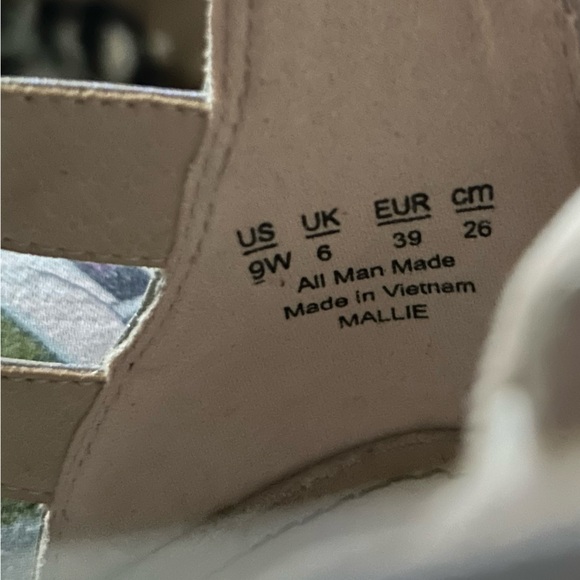 US UK EUR cm
9W 6 39 26
All Man Made
Made in Vietnam
MALLIE